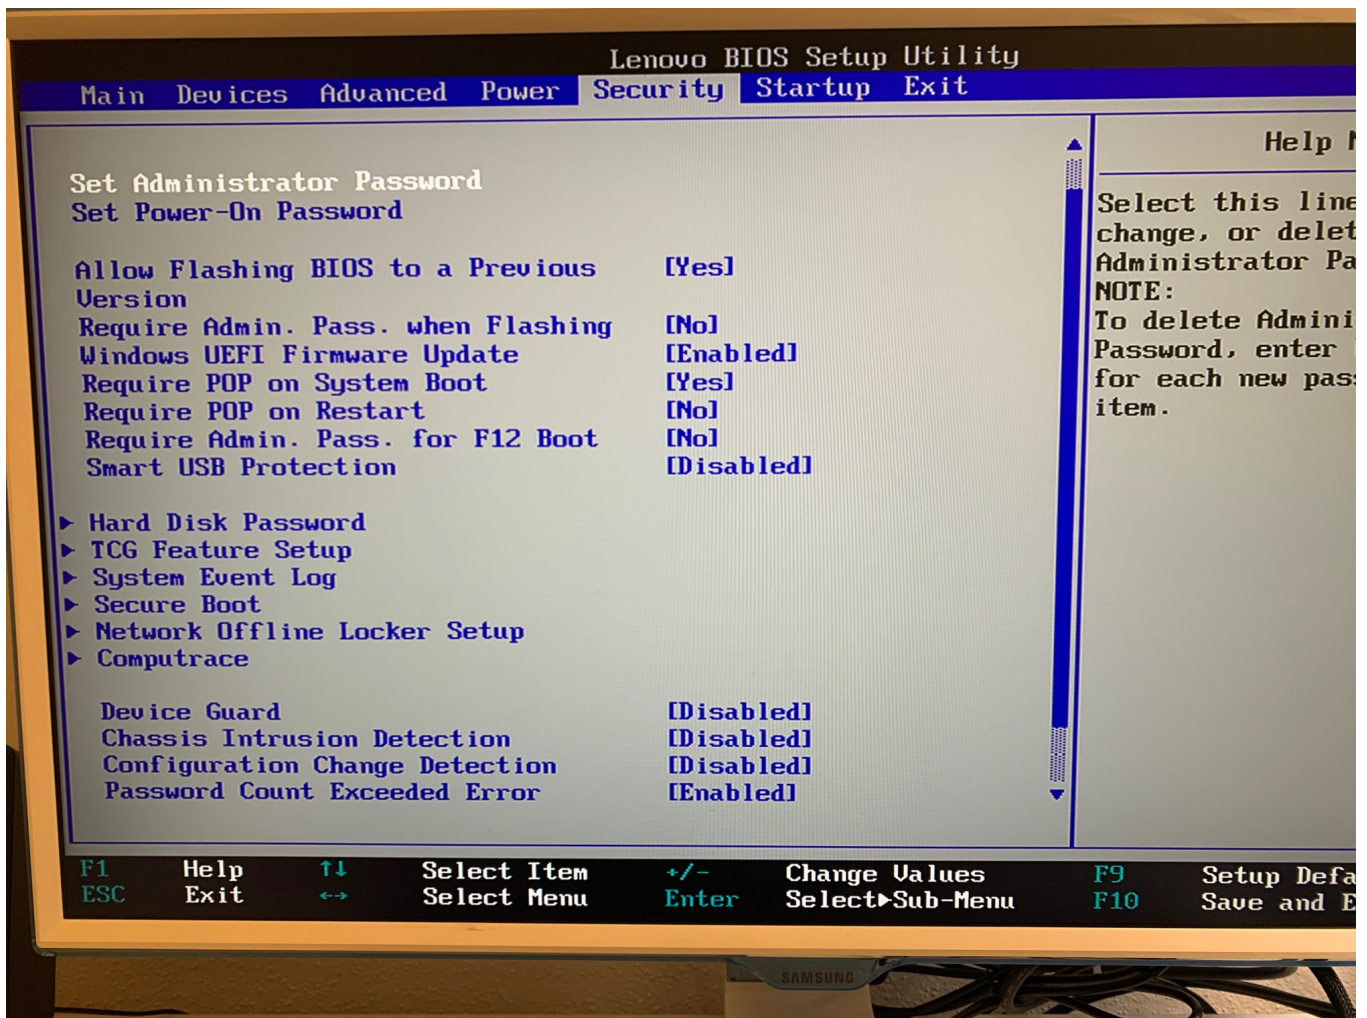 Lenovo BIOS Setup Utility
Main Devices Advanced Power Security Startup Exit
Set Administrator Password
Set Power-On Password
Allow Flashing BIOS to a Previous [Yes]
Version
Require Admin. Pass. when Flashing [No]
Windows UEFI Firmware Update [Enabled]
Require POP on System Boot [Yes]
Require POP on Restart [No]
Require Admin. Pass. for F12 Boot [No]
Smart USB Protection [Disabled]
Hard Disk Password
TCG Feature Setup
System Event Log
Secure Boot
Network Offline Locker Setup
Computrace
Device Guard [Disabled]
Chassis Intrusion Detection [Disabled]
Configuration Change Detection [Disabled]
Password Count Exceeded Error [Enabled]
Help
Select this line
change, or delet
Administrator Pa
NOTE:
To delete Admini
Password, enter
for each new pass
item.
F1 Help ↑↓ Select Item +/- Change Values F9 Setup Defa
ESC Exit ←→ Select Menu Enter Select▶Sub-Menu F10 Save and E
SAMSUNG